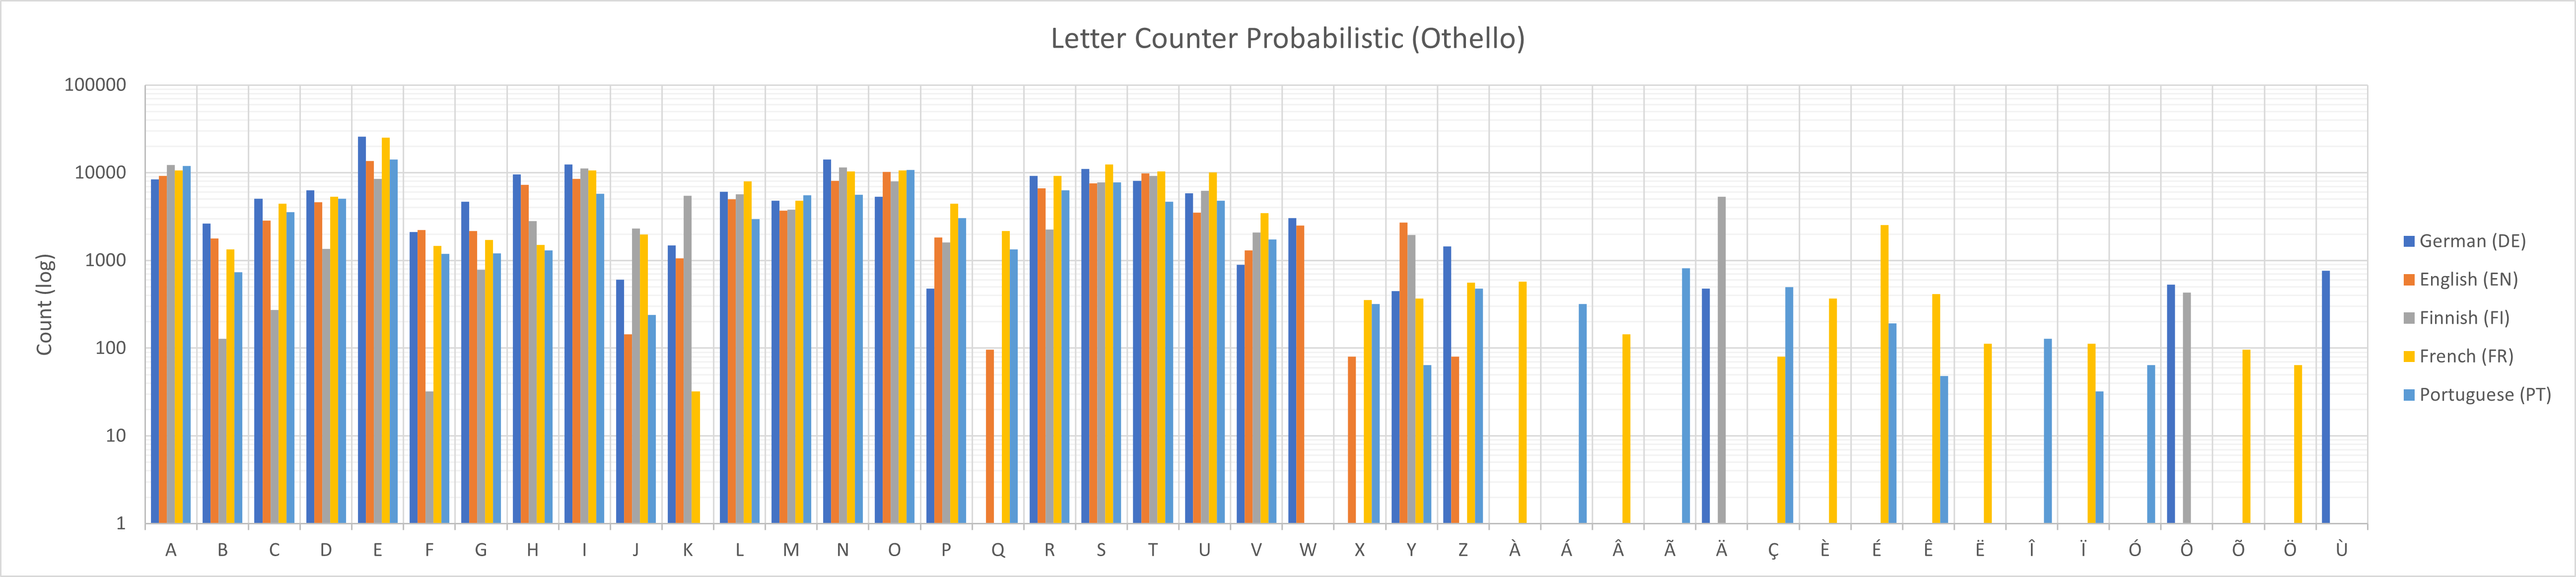 Letter Counter Probabilistic (Othello)
100000
10000
1000
100
10
1
Count (log)
A B C D E F G H I J K L M N O P Q R S T U V W X Y Z À Á Â Ã Ä Ç È É Ê Ë Î Ï Ó Ô Õ Ö Ù
German (DE)
English (EN)
Finnish (FI)
French (FR)
Portuguese (PT)